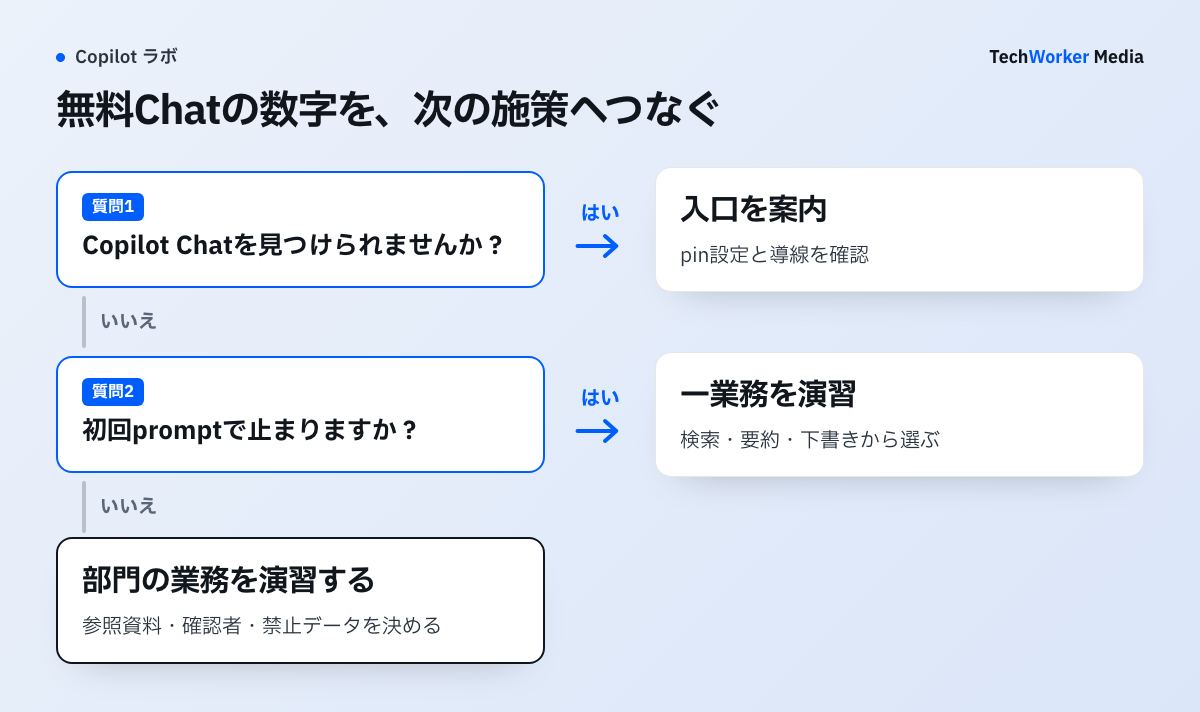 Copilot ラボ
TechWorker Media
無料Chatの数字を、次の施策へつなぐ
質問1
Copilot Chatを見つけられませんか？
はい
入口を案内
pin設定と導線を確認
いいえ
質問2
初回promptで止まりますか？
はい
一業務を演習
検索・要約・下書きから選ぶ
いいえ
部門の業務を演習する
参照資料・確認者・禁止データを決める